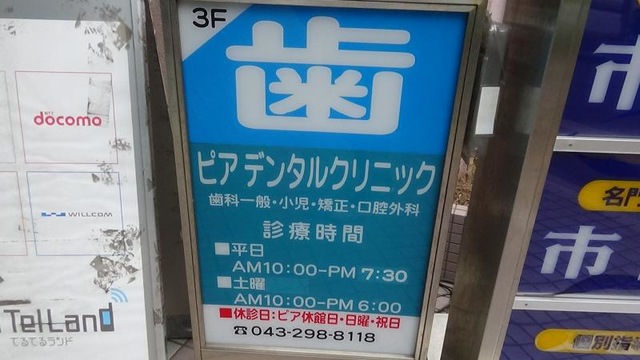 3F
歯
ピアデンタルクリニック
歯科一般・小児・矯正・口腔外科
診療時間
■平日
AM10:00-PM 7:30
■土曜
AM10:00-PM 6:00
■休診日:ピア休館日・日曜・祝日
☎043-298-8118
docomo
WILLCOM
TelLand
てるてるランド
市
名門
市
個別指